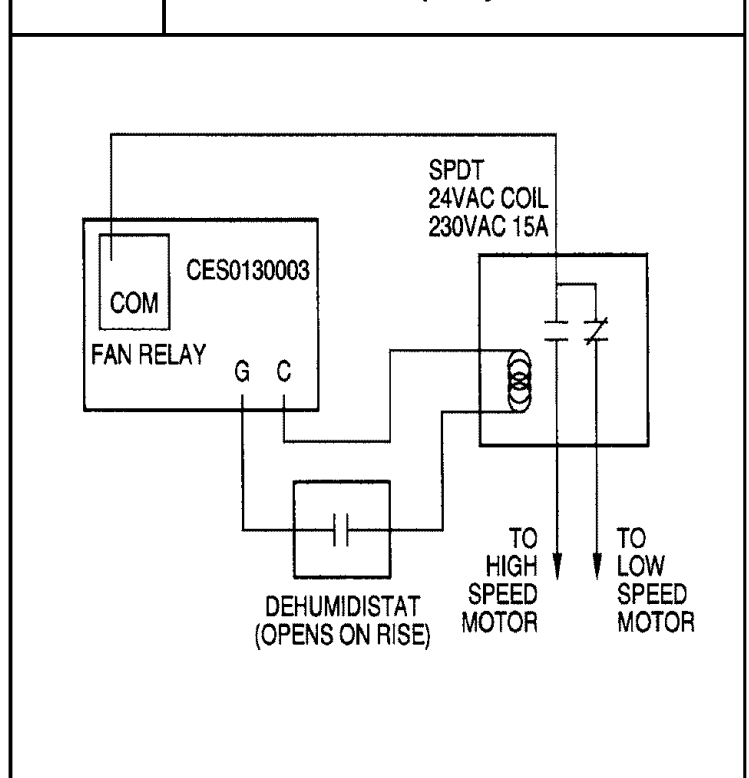 SPDT
24VAC COIL
230VAC 15A
CES0130003
COM
FAN RELAY
G C
TO
HIGH
SPEED
MOTOR
TO
LOW
SPEED
MOTOR
DEHUMIDISTAT
(OPENS ON RISE)